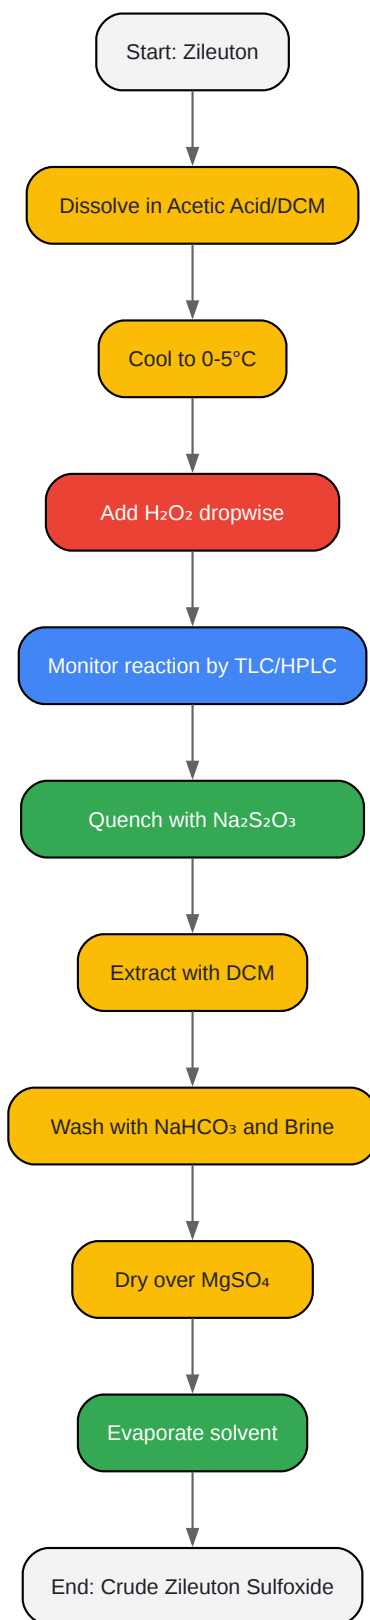 Start: Zileuton
Dissolve in Acetic Acid/DCM
Cool to 0-5°C
Add H₂O₂ dropwise
Monitor reaction by TLC/HPLC
Quench with Na₂S₂O₃
Extract with DCM
Wash with NaHCO₃ and Brine
Dry over MgSO₄
Evaporate solvent
End: Crude Zileuton Sulfoxide